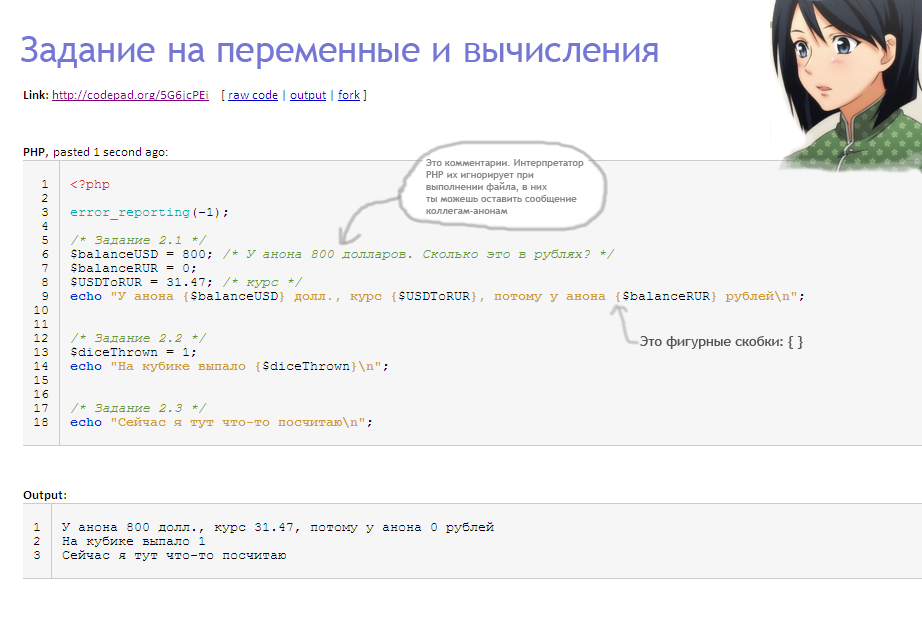 Задание на переменные и вычисления
Link: http://codepad.org/5G6jcPEi [ raw code | output | fork ]
PHP, pasted 1 second ago:
Это комментарии. Интерпретатор
PHP их игнорирует при
выполнении файла, в них
ты можешь оставить сообщение
коллегам-анонам
1 <?php
2
3 error_reporting(-1);
4
5 /* Задание 2.1 */
6 $balanceUSD = 800; /* У анона 800 долларов. Сколько это в рублях? */
7 $balanceRUR = 0;
8 $USDToRUR = 31.47; /* курс */
9 echo "У анона {$balanceUSD} долл., курс {$USDToRUR}, потому у анона {$balanceRUR} рублей\n";
10
11
12 /* Задание 2.2 */
13 $diceThrown = 1;
Это фигурные скобки: { }
14 echo "На кубике выпало {$diceThrown}\n";
15
16
17 /* Задание 2.3 */
18 echo "Сейчас я тут что-то посчитаю\n";
Output:
1 У анона 800 долл., курс 31.47, потому у анона 0 рублей
2 На кубике выпало 1
3 Сейчас я тут что-то посчитаю